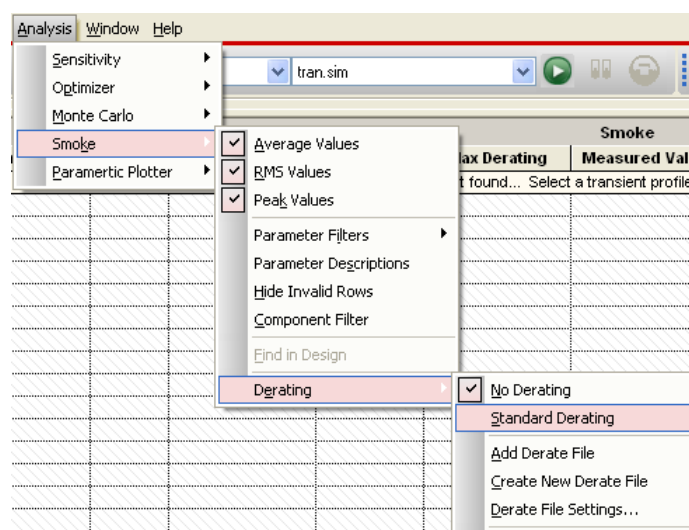 Analysis Window Help
Sensitivity
Optimizer
Monte Carlo
Smoke
Paramertic Plotter
tran.sim
Smoke
Max Derating Measured Val
t found... Select a transient profile
Average Values
RMS Values
Peak Values
Parameter Filters
Parameter Descriptions
Hide Invalid Rows
Component Filter
Find in Design
Derating
No Derating
Standard Derating
Add Derate File
Create New Derate File
Derate File Settings...